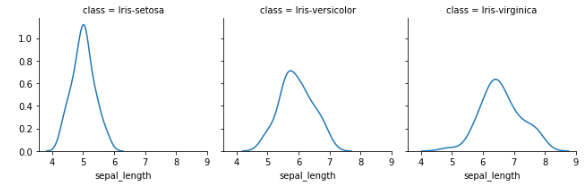 class = Iris-setosa
class = Iris-versicolor
class = Iris-virginica
1.0
0.8
0.6
0.4
0.2
0.0
4 5 6 7 8 9
4 5 6 7 8 9
4 5 6 7 8 9
sepal_length
sepal_length
sepal_length